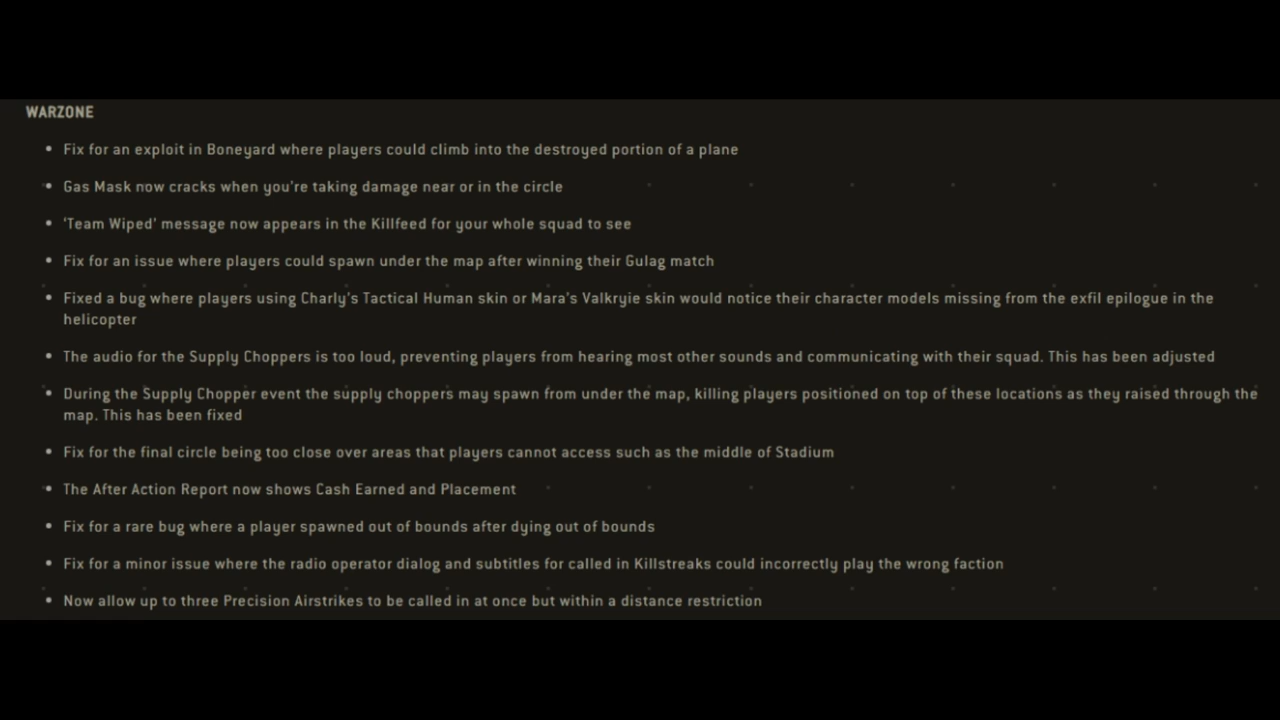 WARZONE
• Fix for an exploit in Boneyard where players could climb into the destroyed portion of a plane
• Gas Mask now cracks when you're taking damage near or in the circle
• 'Team Wiped' message now appears in the Killfeed for your whole squad to see
• Fix for an issue where players could spawn under the map after winning their Gulag match
• Fixed a bug where players using Charly's Tactical Human skin or Mara's Valkryie skin would notice their character models missing from the exfil epilogue in the
helicopter
• The audio for the Supply Choppers is too loud, preventing players from hearing most other sounds and communicating with their squad. This has been adjusted
• During the Supply Chopper event the supply choppers may spawn from under the map, killing players positioned on top of these locations as they raised through the
map. This has been fixed
• Fix for the final circle being too close over areas that players cannot access such as the middle of Stadium
• The After Action Report now shows Cash Earned and Placement
• Fix for a rare bug where a player spawned out of bounds after dying out of bounds
• Fix for a minor issue where the radio operator dialog and subtitles for called in Killstreaks could incorrectly play the wrong faction
• Now allow up to three Precision Airstrikes to be called in at once but within a distance restriction